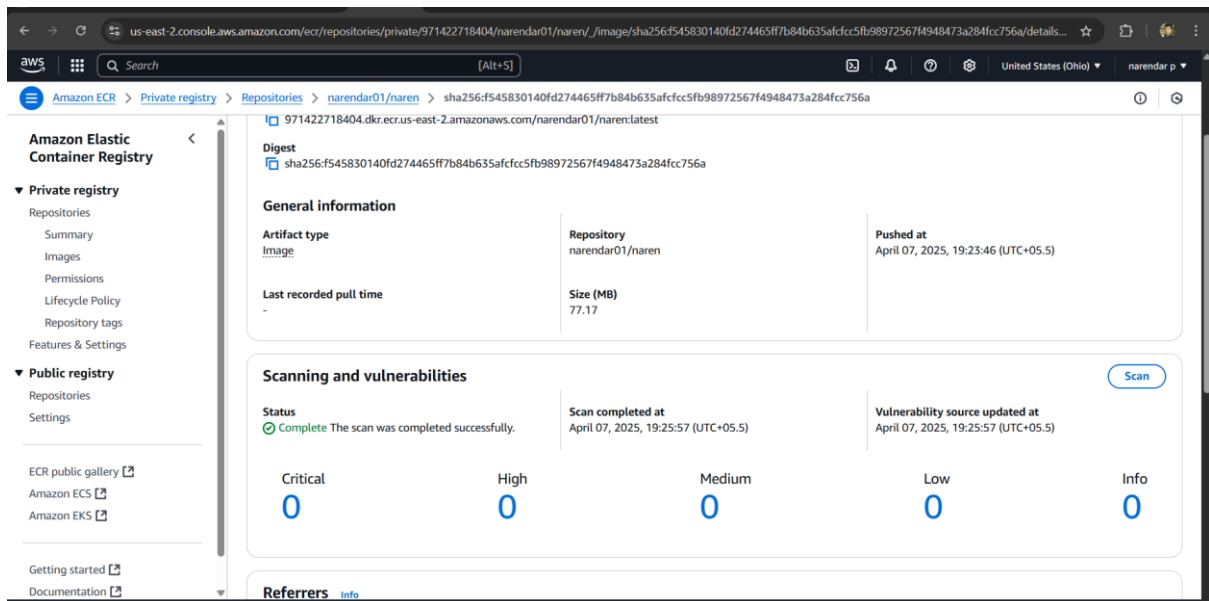 us-east-2.console.aws.amazon.com/ecr/repositories/private/971422718404/narendar01/naren/_/image/sha256:f545830140fd274465ff7b84b635afcfcc5fb98972567f4948473a284fcc756a/details...
aws Search [Alt+S] United States (Ohio) ▼ narendar p ▼
Amazon ECR > Private registry > Repositories > narendar01/naren > sha256:f545830140fd274465ff7b84b635afcfcc5fb98972567f4948473a284fcc756a
Amazon Elastic
Container Registry
Private registry
Repositories
Summary
Images
Permissions
Lifecycle Policy
Repository tags
Features & Settings
Public registry
Repositories
Settings
ECR public gallery
Amazon ECS
Amazon EKS
Getting started
Documentation
971422718404.dkr.ecr.us-east-2.amazonaws.com/narendar01/naren:latest
Digest
sha256:f545830140fd274465ff7b84b635afcfcc5fb98972567f4948473a284fcc756a
General information
Artifact type
Image
Repository
narendar01/naren
Pushed at
April 07, 2025, 19:23:46 (UTC+05.5)
Last recorded pull time
-
Size (MB)
77.17
Scanning and vulnerabilities
Scan
Status
Complete The scan was completed successfully.
Scan completed at
April 07, 2025, 19:25:57 (UTC+05.5)
Vulnerability source updated at
April 07, 2025, 19:25:57 (UTC+05.5)
Critical High Medium Low Info
0 0 0 0 0
Referrers Info